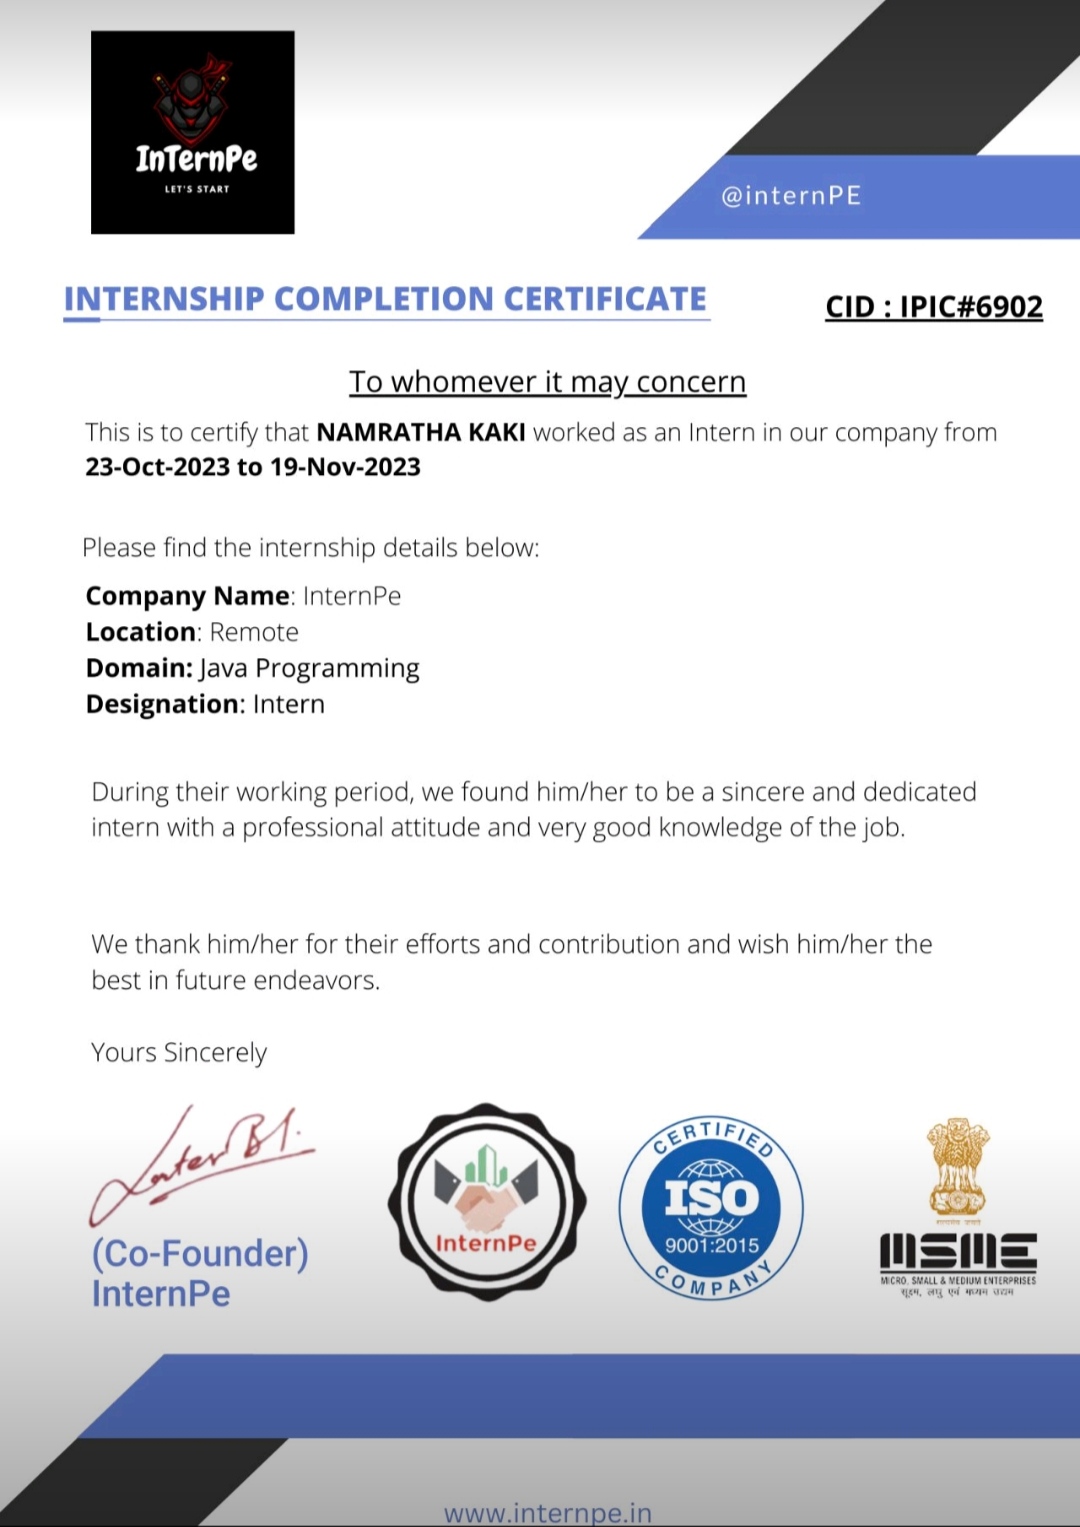 InTernPe
LET'S START
@internPE
INTERNSHIP COMPLETION CERTIFICATE
CID : IPIC#6902
To whomever it may concern
This is to certify that NAMRATHA KAKI worked as an Intern in our company from
23-Oct-2023 to 19-Nov-2023
Please find the internship details below:
Company Name: InternPe
Location: Remote
Domain: Java Programming
Designation: Intern
During their working period, we found him/her to be a sincere and dedicated
intern with a professional attitude and very good knowledge of the job.
We thank him/her for their efforts and contribution and wish him/her the
best in future endeavors.
Yours Sincerely
(Co-Founder)
InternPe
InternPe
CERTIFIED
ISO
9001:2015
COMPANY
सत्यमेव जयते
MSME
MICRO, SMALL & MEDIUM ENTERPRISES
सूक्ष्म, लघु एवं मध्यम उद्यम
www.internpe.in